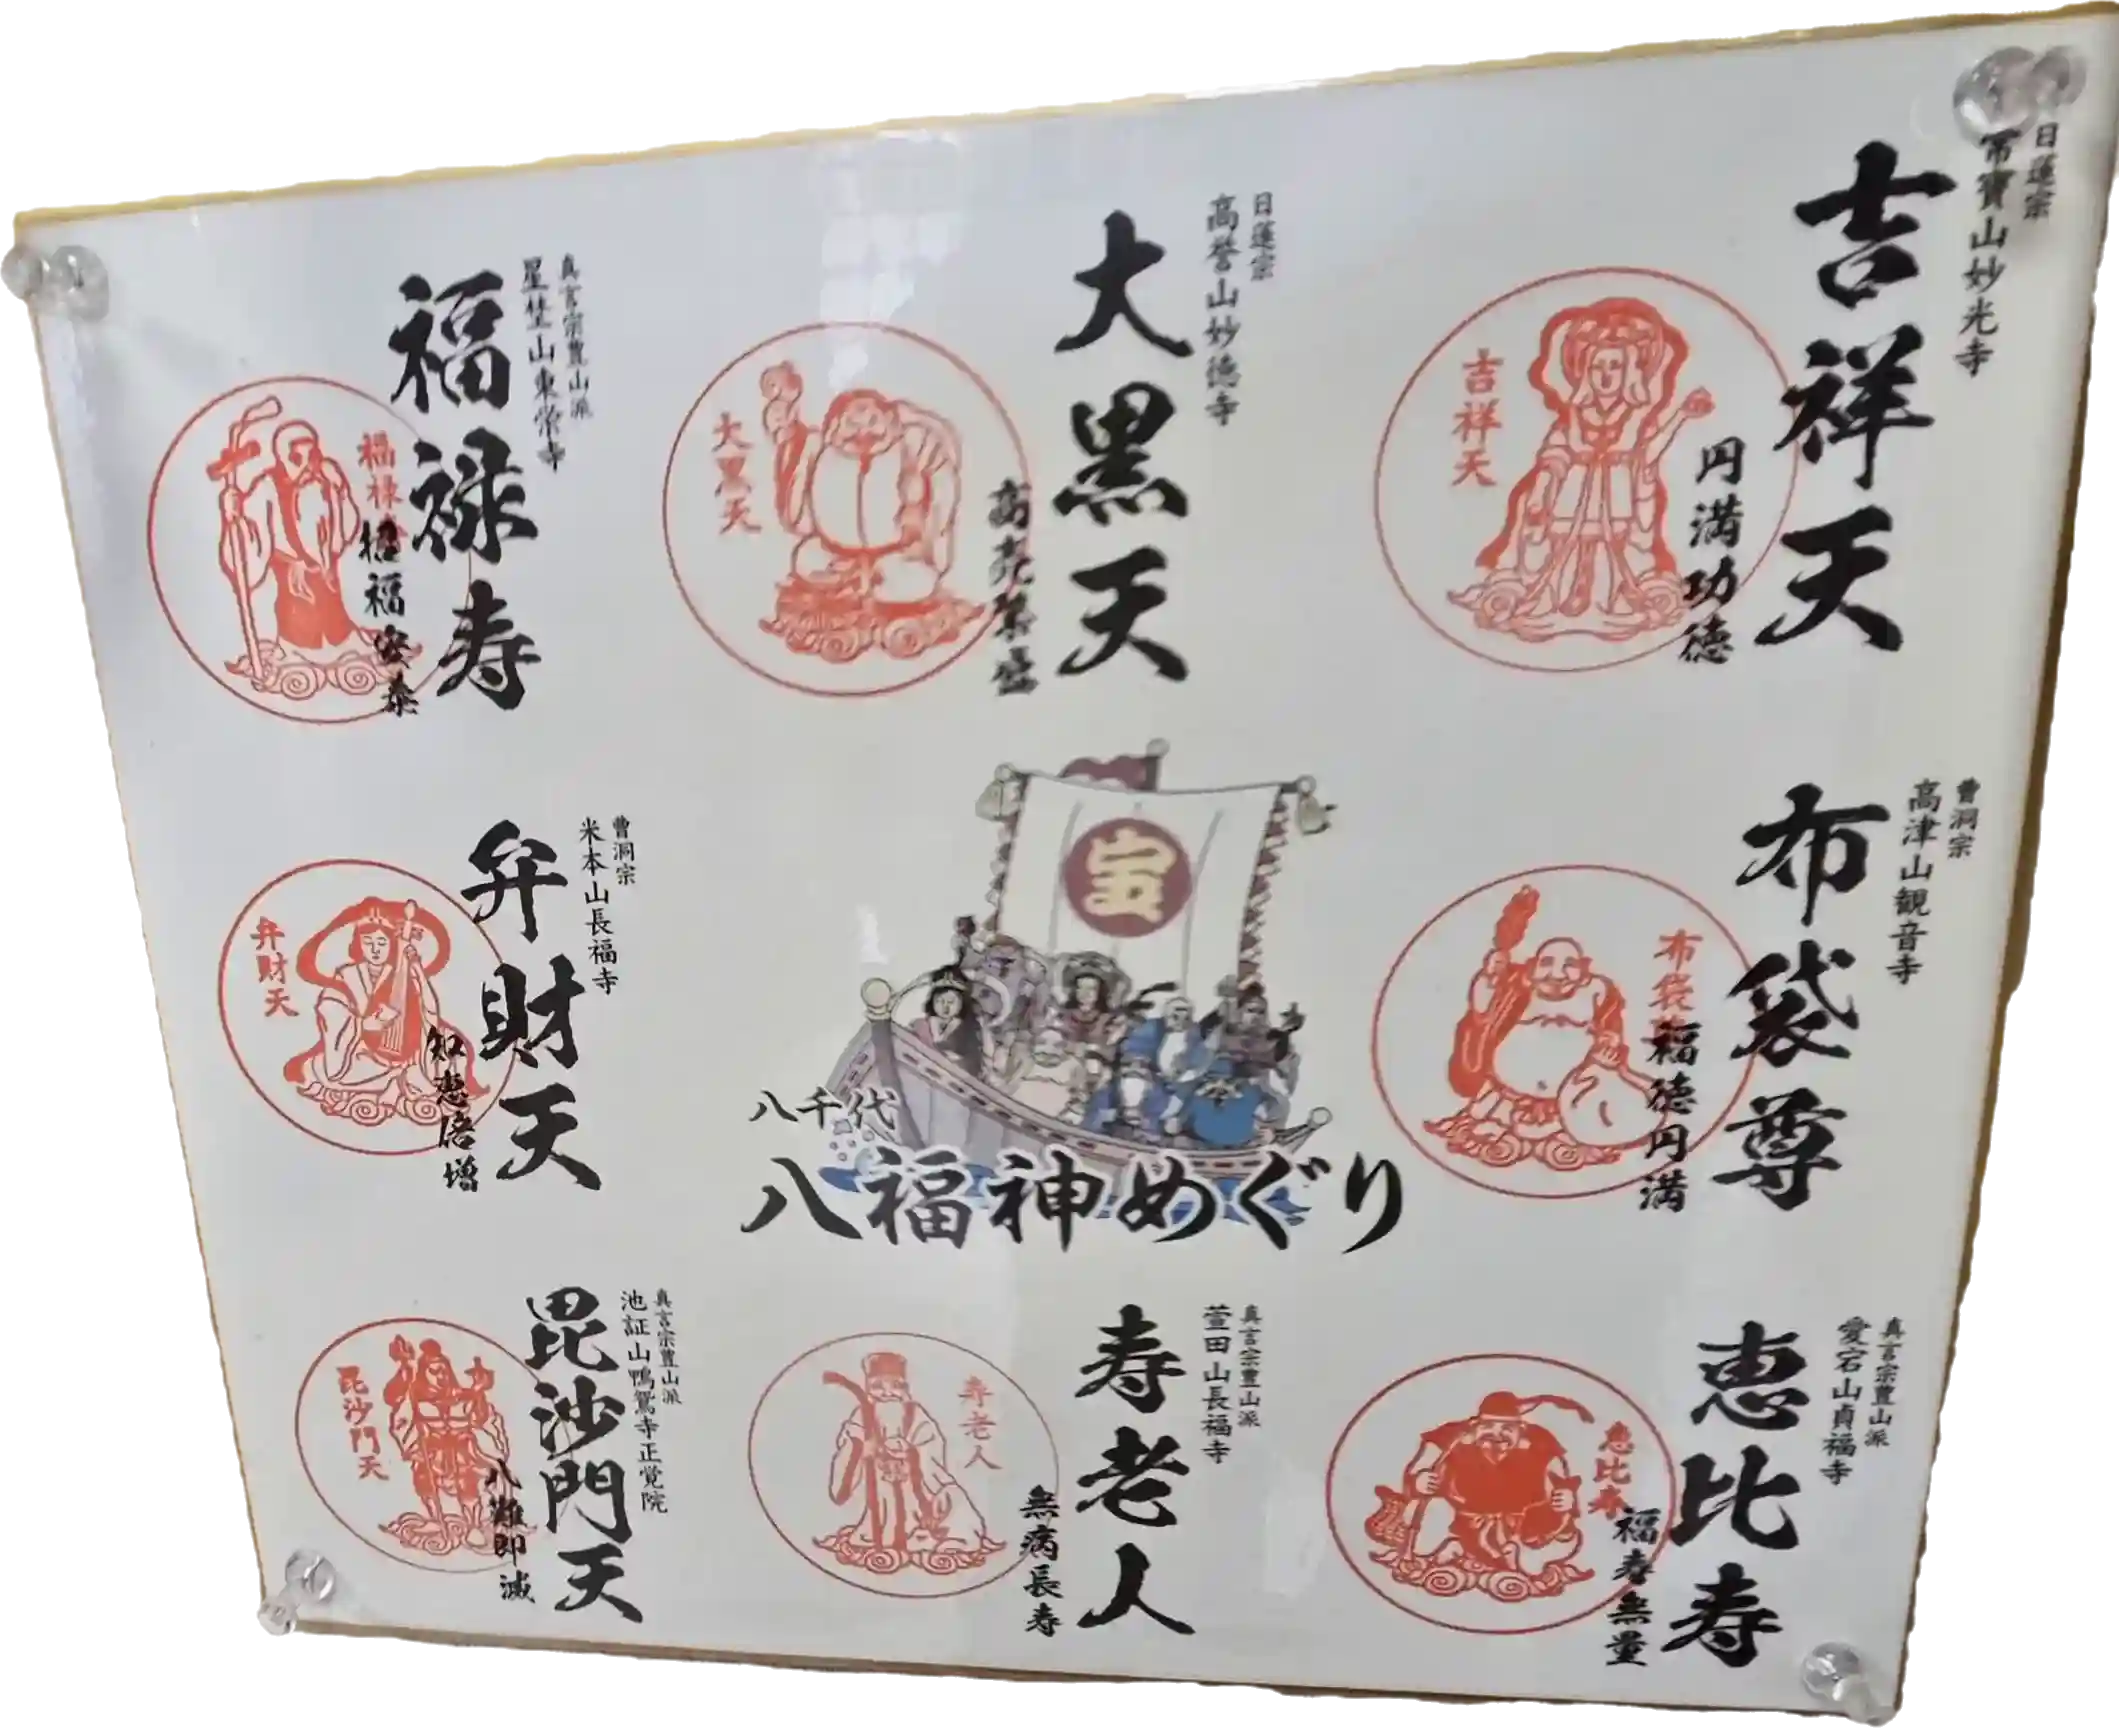 日蓮宗
常寶山妙光寺
吉祥天
円満功徳
吉祥天
日蓮宗
高誉山妙徳寺
大黒天
商売繁盛
大黒天
真言宗豊山派
星埜山東栄寺
福禄寿
福禄
福安泰
曹洞宗
高津山観音寺
布袋尊
福徳円満
布袋
宝
八千代
八福神めぐり
曹洞宗
米本山長福寺
弁財天
知恵倍増
弁財天
真言宗豊山派
愛宕山貞福寺
恵比寿
福寿無量
恵比寿
真言宗豊山派
萱田山長福寺
寿老人
無病長寿
寿老人
真言宗豊山派
池証山鴨鴛寺正覚院
毘沙門天
八難即滅
毘沙門天